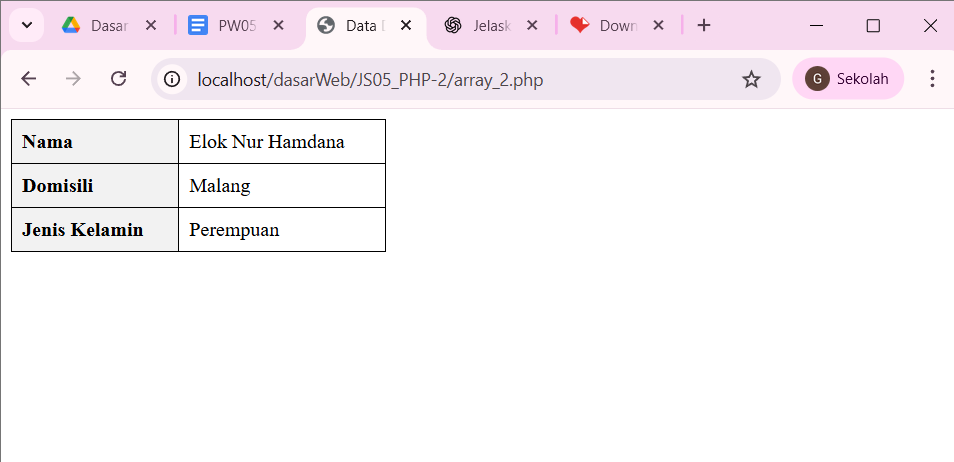 Dasar PW05 Data Jelask Down
localhost/dasarWeb/JS05_PHP-2/array_2.php G Sekolah
Nama Elok Nur Hamdana
Domisili Malang
Jenis Kelamin Perempuan